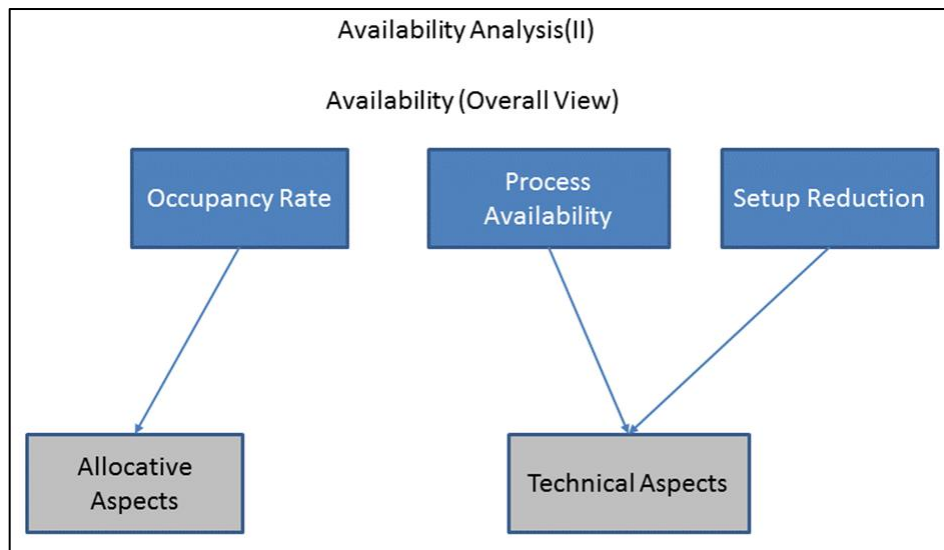 Availability Analysis(II)
Availability (Overall View)
Occupancy Rate
Process
Availability
Setup Reduction
Allocative
Aspects
Technical Aspects